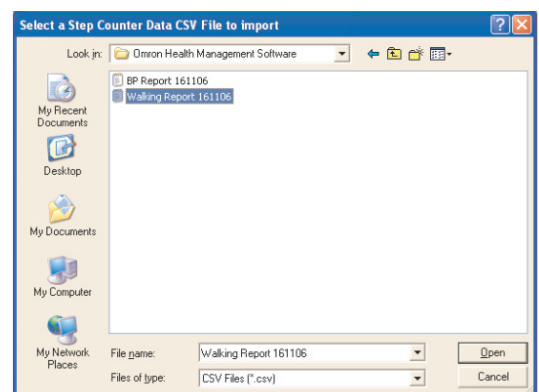 Select a Step Counter Data CSV File to import
Look in: Omron Health Management Software
BP Report 161106
Walking Report 161106
My Recent
Documents
Desktop
My Documents
My Computer
My Network
Places
File name: Walking Report 161106 Open
Files of type: CSV Files (*.csv) Cancel